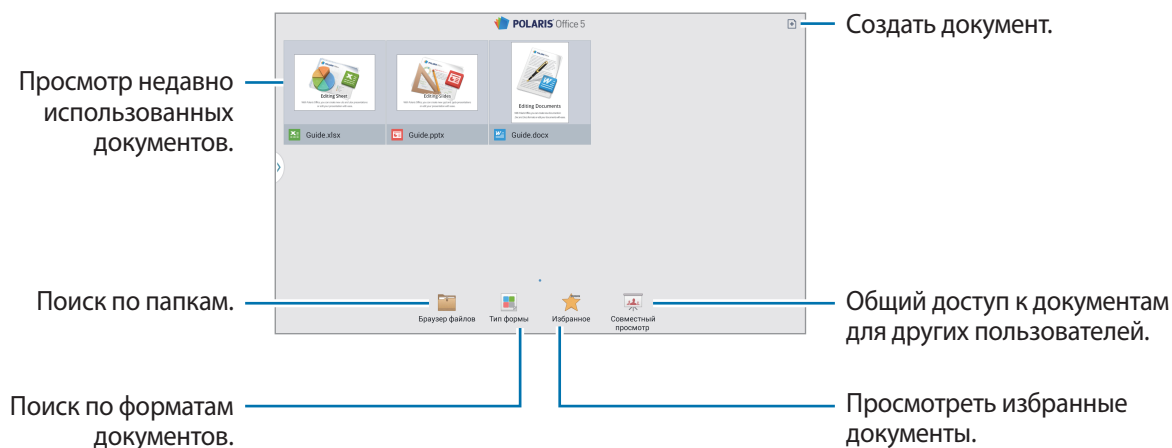 POLARIS Office 5
Создать документ.
Просмотр недавно
использованных
документов.
Editing Sheet
Editing Slides
Editing Documents
Guide.xlsx
Guide.pptx
Guide.docx
Поиск по папкам.
Браузер файлов
Тип формы
Избранное
Совместный
просмотр
Общий доступ к документам
для других пользователей.
Поиск по форматам
документов.
Просмотреть избранные
документы.